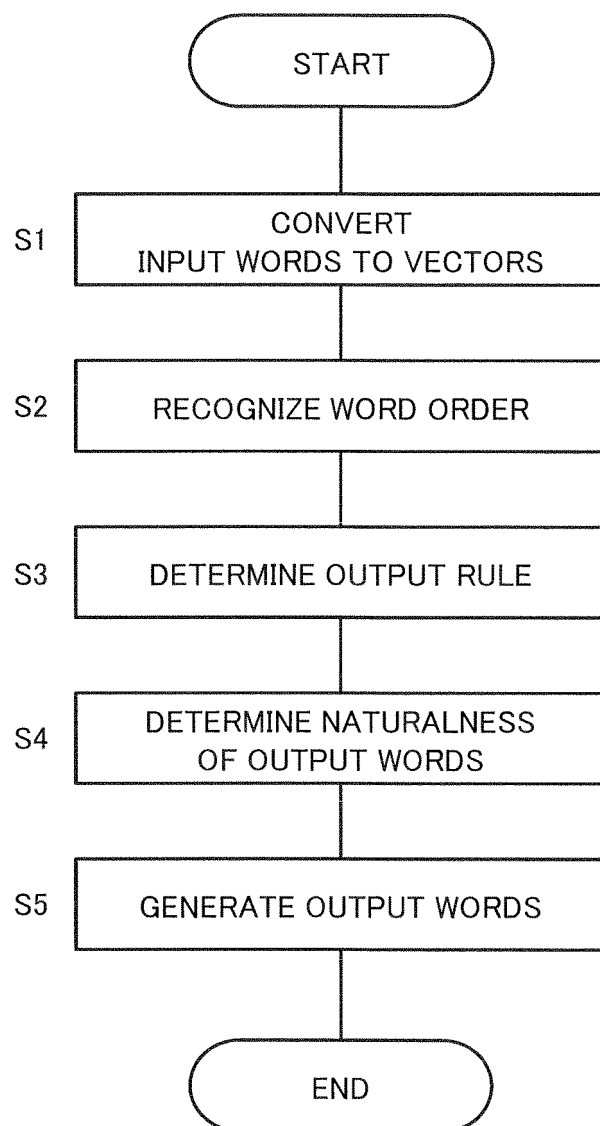 START
S1
CONVERT
INPUT WORDS TO VECTORS
S2
RECOGNIZE WORD ORDER
S3
DETERMINE OUTPUT RULE
S4
DETERMINE NATURALNESS
OF OUTPUT WORDS
S5
GENERATE OUTPUT WORDS
END